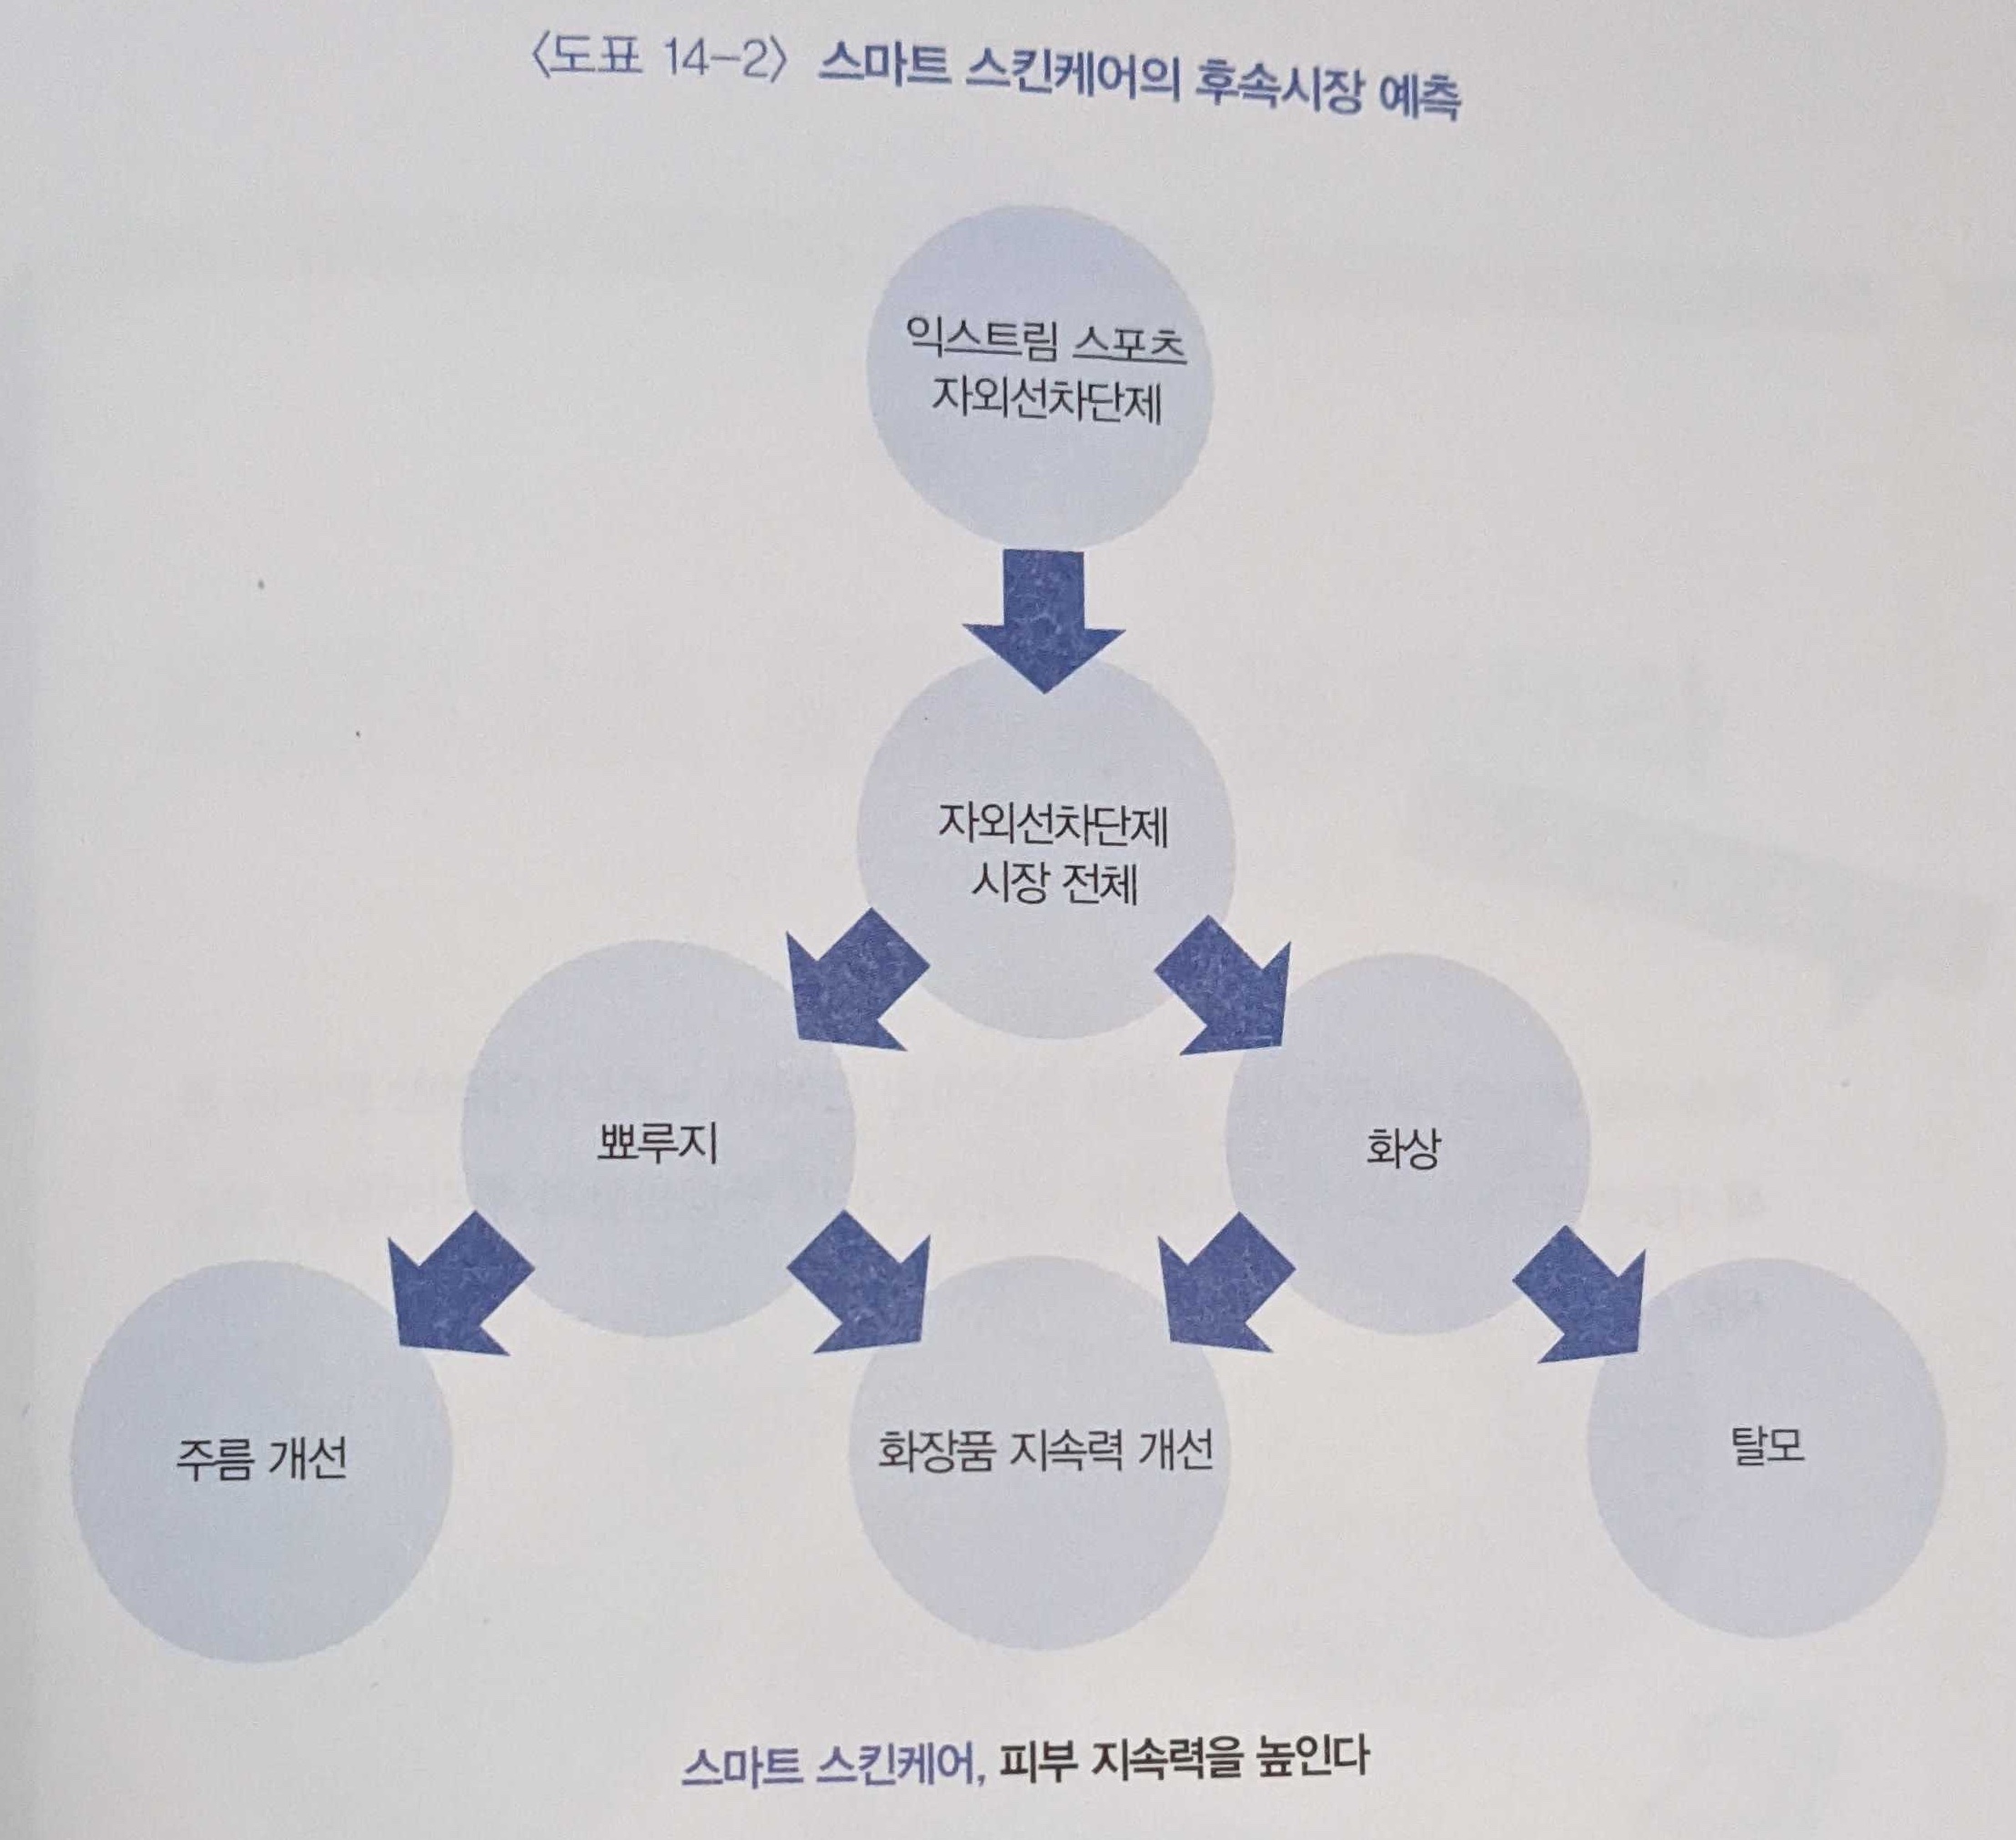 〈도표 14-2〉 스마트 스킨케어의 후속시장 예측
익스트림 스포츠
자외선차단제
자외선차단제
시장 전체
뾰루지
화상
주름 개선
화장품 지속력 개선
탈모
스마트 스킨케어, 피부 지속력을 높인다